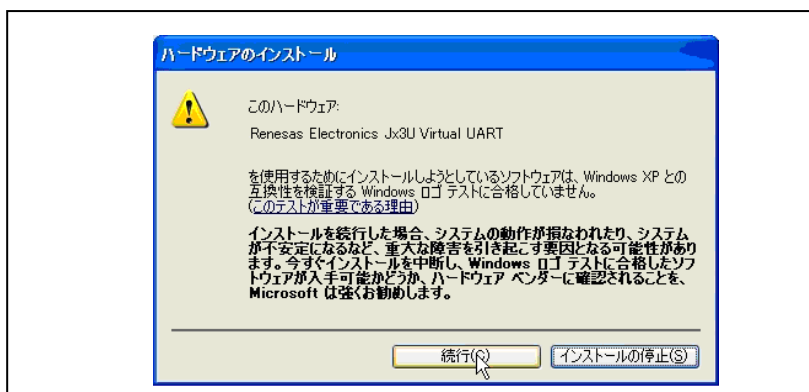 ハードウェアのインストール
このハードウェア:
Renesas Electronics Jx3U Virtual UART
を使用するためにインストールしようとしているソフトウェアは、Windows XP との
互換性を検証する Windows ロゴ テストに合格していません。
(このテストが重要である理由)
インストールを続行した場合、システムの動作が損なわれたり、システム
が不安定になるなど、重大な障害を引き起こす要因となる可能性があり
ます。今すぐインストールを中断し、Windows ロゴ テストに合格したソフ
トウェアが入手可能かどうか、ハードウェア ベンダーに確認されることを、
Microsoft は強くお勧めします。
続行(C) インストールの停止(S)